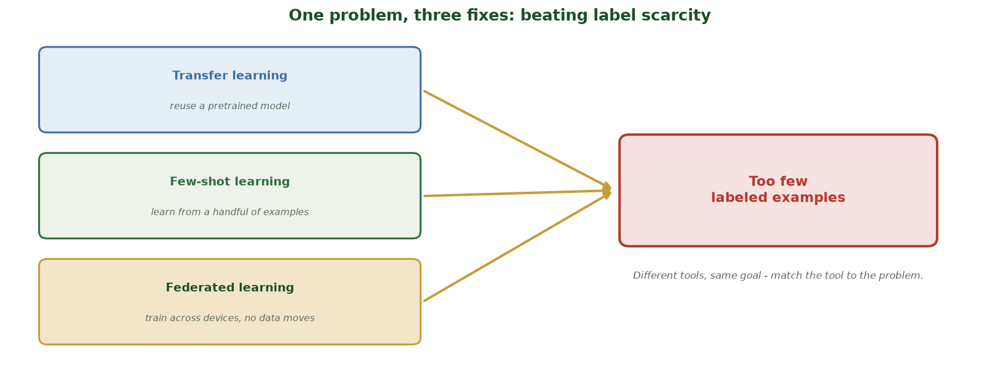 One problem, three fixes: beating label scarcity
Transfer learning
reuse a pretrained model
Few-shot learning
learn from a handful of examples
Federated learning
train across devices, no data moves
Too few
labeled examples
Different tools, same goal - match the tool to the problem.